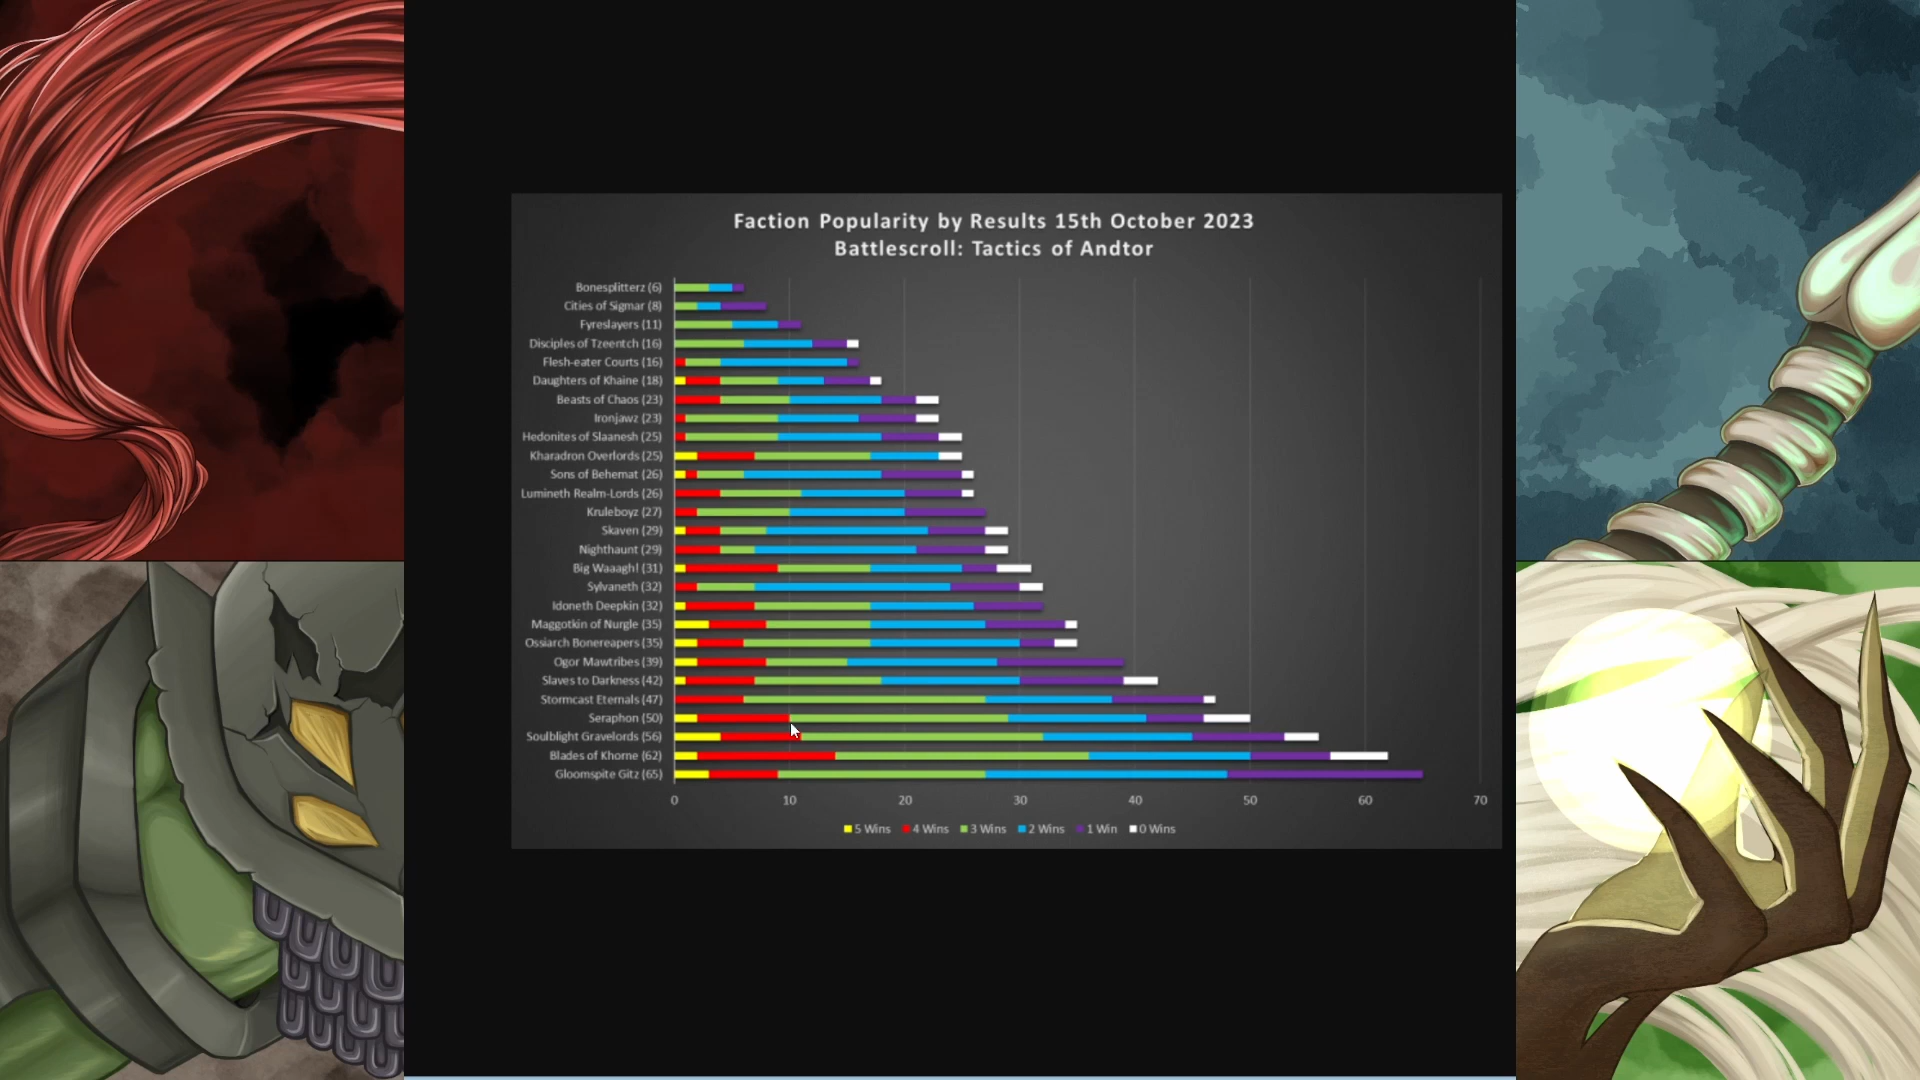 Faction Popularity by Results 15th October 2023
Battlescroll: Tactics of Andtor
Bonesplitterz (6)
Cities of Sigmar (8)
Fyreslayers (11)
Disciples of Tzeentch (16)
Flesh-eater Courts (16)
Daughters of Khaine (18)
Beasts of Chaos (23)
Ironjawz (23)
Hedonites of Slaanesh (25)
Kharadron Overlords (25)
Sons of Behemat (26)
Lumineth Realm-Lords (26)
Kruleboyz (27)
Skaven (29)
Nighthaunt (29)
Big Waaagh! (31)
Sylvaneth (32)
Idoneth Deepkin (32)
Maggotkin of Nurgle (35)
Ossiarch Bonereapers (35)
Ogor Mawtribes (39)
Slaves to Darkness (42)
Stormcast Eternals (47)
Seraphon (50)
Soulblight Gravelords (56)
Blades of Khorne (62)
Gloomspite Gitz (65)
0 10 20 30 40 50 60 70
5 Wins 4 Wins 3 Wins 2 Wins 1 Win 0 Wins